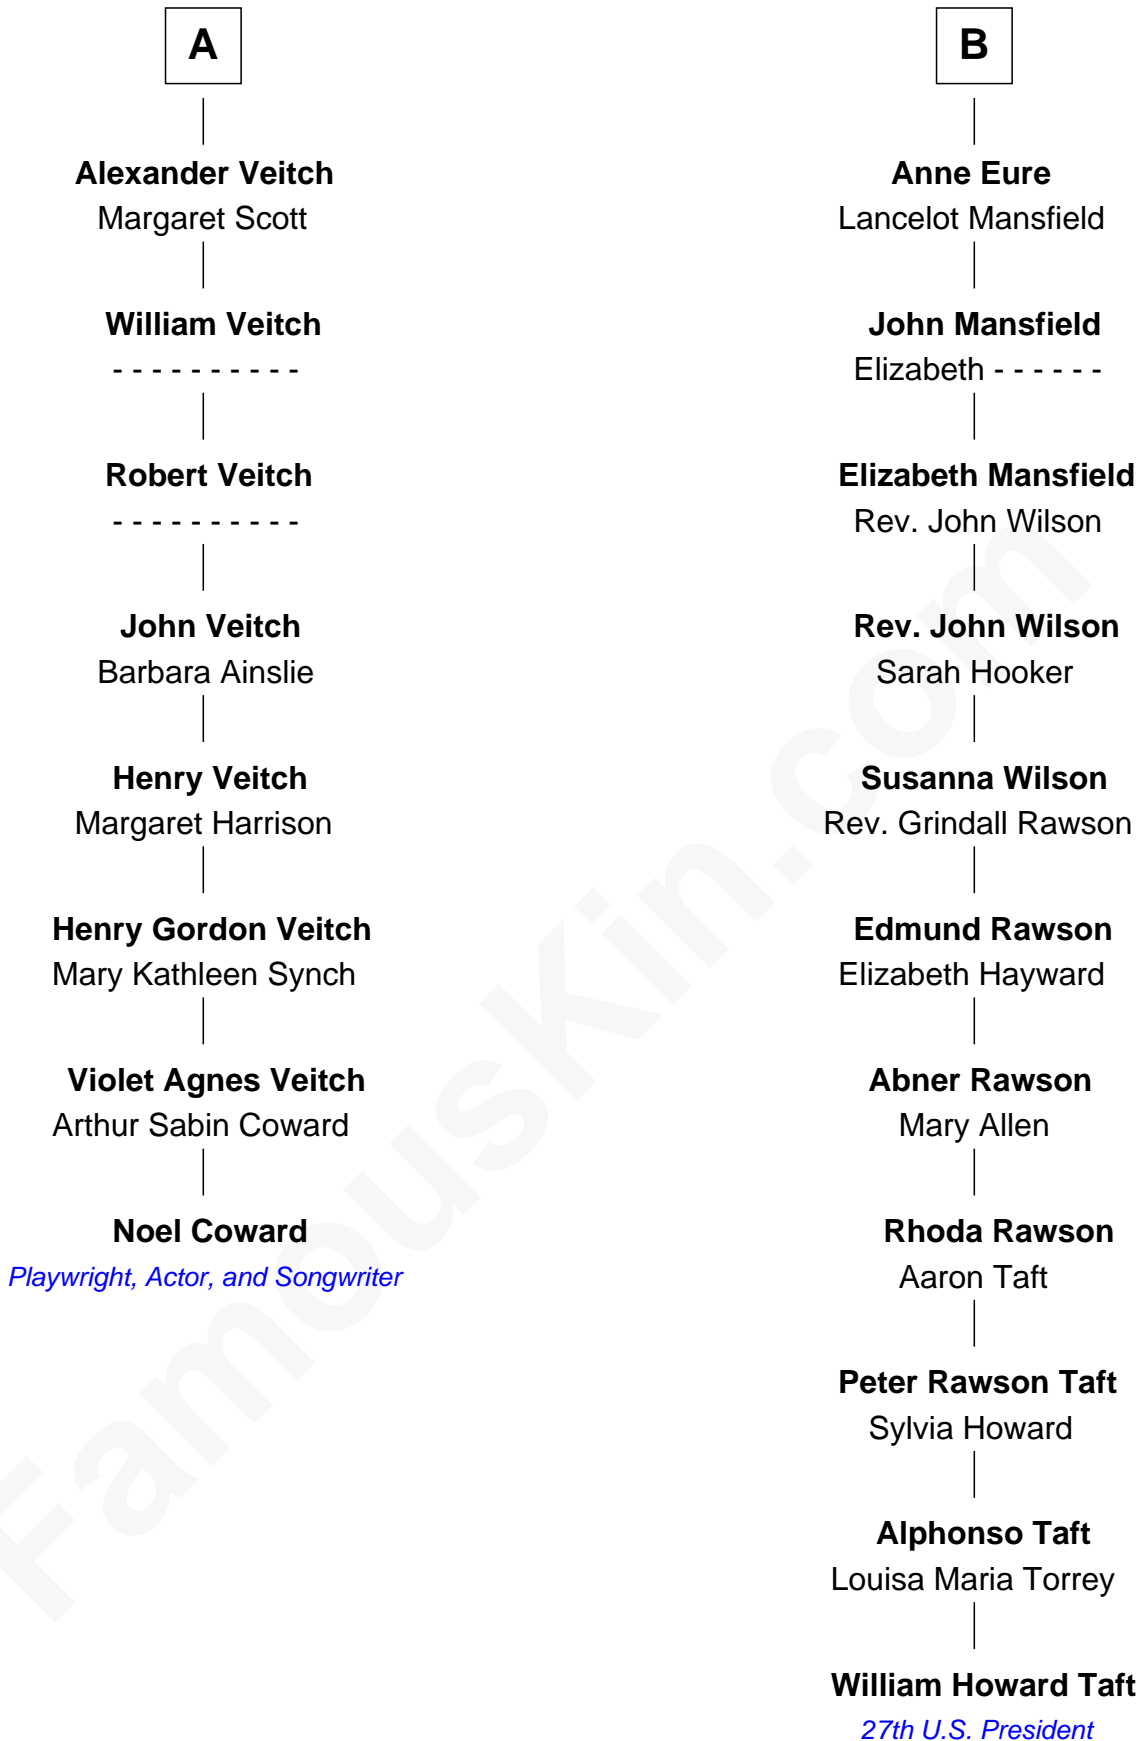 A
Alexander Veitch
Margaret Scott
William Veitch
- - - - - - - - - -
Robert Veitch
- - - - - - - - - -
John Veitch
Barbara Ainslie
Henry Veitch
Margaret Harrison
Henry Gordon Veitch
Mary Kathleen Synch
Violet Agnes Veitch
Arthur Sabin Coward
Noel Coward
Playwright, Actor, and Songwriter
B
Anne Eure
Lancelot Mansfield
John Mansfield
Elizabeth - - - - - -
Elizabeth Mansfield
Rev. John Wilson
Rev. John Wilson
Sarah Hooker
Susanna Wilson
Rev. Grindall Rawson
Edmund Rawson
Elizabeth Hayward
Abner Rawson
Mary Allen
Rhoda Rawson
Aaron Taft
Peter Rawson Taft
Sylvia Howard
Alphonso Taft
Louisa Maria Torrey
William Howard Taft
27th U.S. President
FamousKin.com